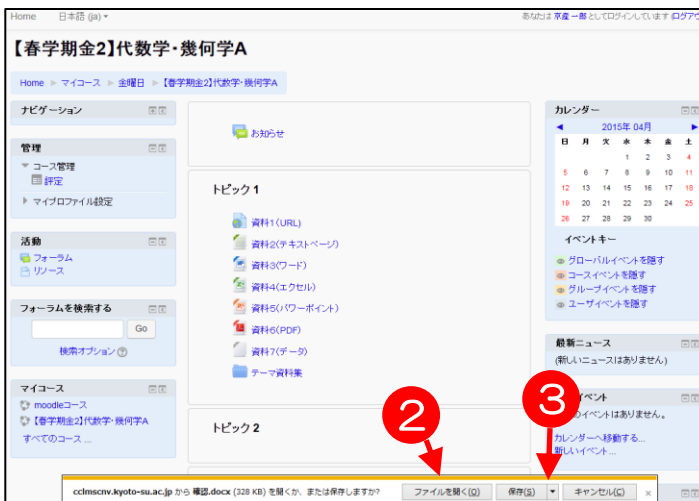 Home 日本語 (ja)
あなたは 京産 一郎 としてログインしています (ログアウ
【春学期金2】代数学・幾何学A
Home マイコース 金曜日 【春学期金2】代数学・幾何学A
ナビゲーション
管理
コース管理
評定
マイプロファイル設定
活動
フォーラム
リソース
フォーラムを検索する
Go
検索オプション
マイコース
moodleコース
【春学期金2】代数学・幾何学A
すべてのコース ...
お知らせ
トピック 1
資料1(URL)
資料2(テキストページ)
資料3(ワード)
資料4(エクセル)
資料5(パワーポイント)
資料6(PDF)
資料7(データ)
テーマ資料集
トピック 2
カレンダー
2015年 04月
日 月 火 水 木 金 土
1 2 3 4
5 6 7 8 9 10 11
12 13 14 15 16 17 18
19 20 21 22 23 24 25
26 27 28 29 30
イベントキー
グローバルイベントを隠す
コースイベントを隠す
グループイベントを隠す
ユーザイベントを隠す
最新ニュース
(新しいニュースはありません)
イベント
のイベントはありません。
カレンダーへ移動する...
新しいイベント...
2
3
cclmscnv.kyoto-su.ac.jp から 確認.docx (328 KB) を開くか、または保存しますか?
ファイルを開く(O) 保存(S) キャンセル(C) ×